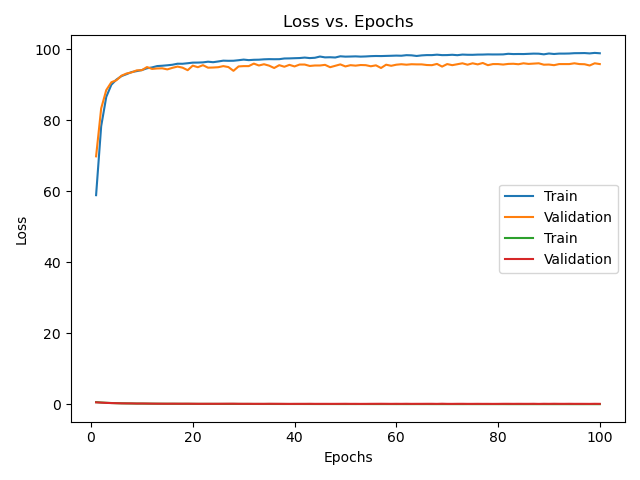 Loss vs. Epochs
100
80
60
40
20
0
Loss
Train
Validation
Train
Validation
0 20 40 60 80 100
Epochs